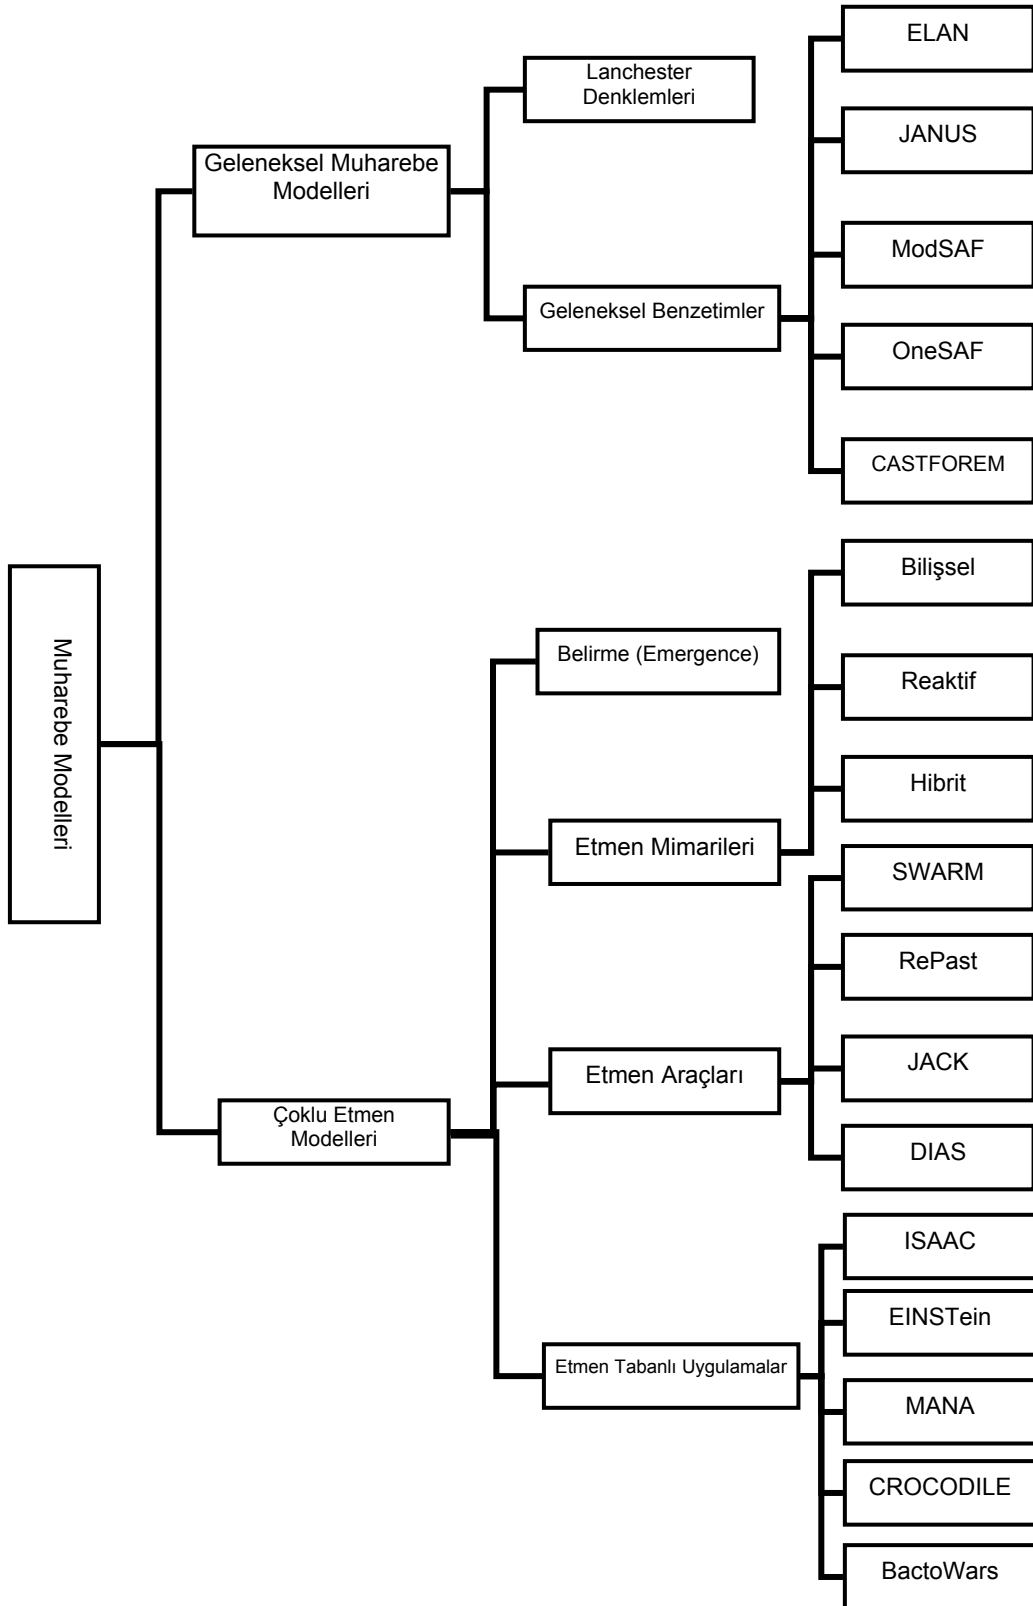 Muharebe Modelleri
Geleneksel Muharebe
Modelleri
Lanchester
Denklemleri
Geleneksel Benzetimler
ELAN
JANUS
ModSAF
OneSAF
CASTFOREM
Çoklu Etmen
Modelleri
Belirme (Emergence)
Etmen Mimarileri
Bilişsel
Reaktif
Hibrit
Etmen Araçları
SWARM
RePast
JACK
DIAS
Etmen Tabanlı Uygulamalar
ISAAC
EINSTein
MANA
CROCODILE
BactoWars